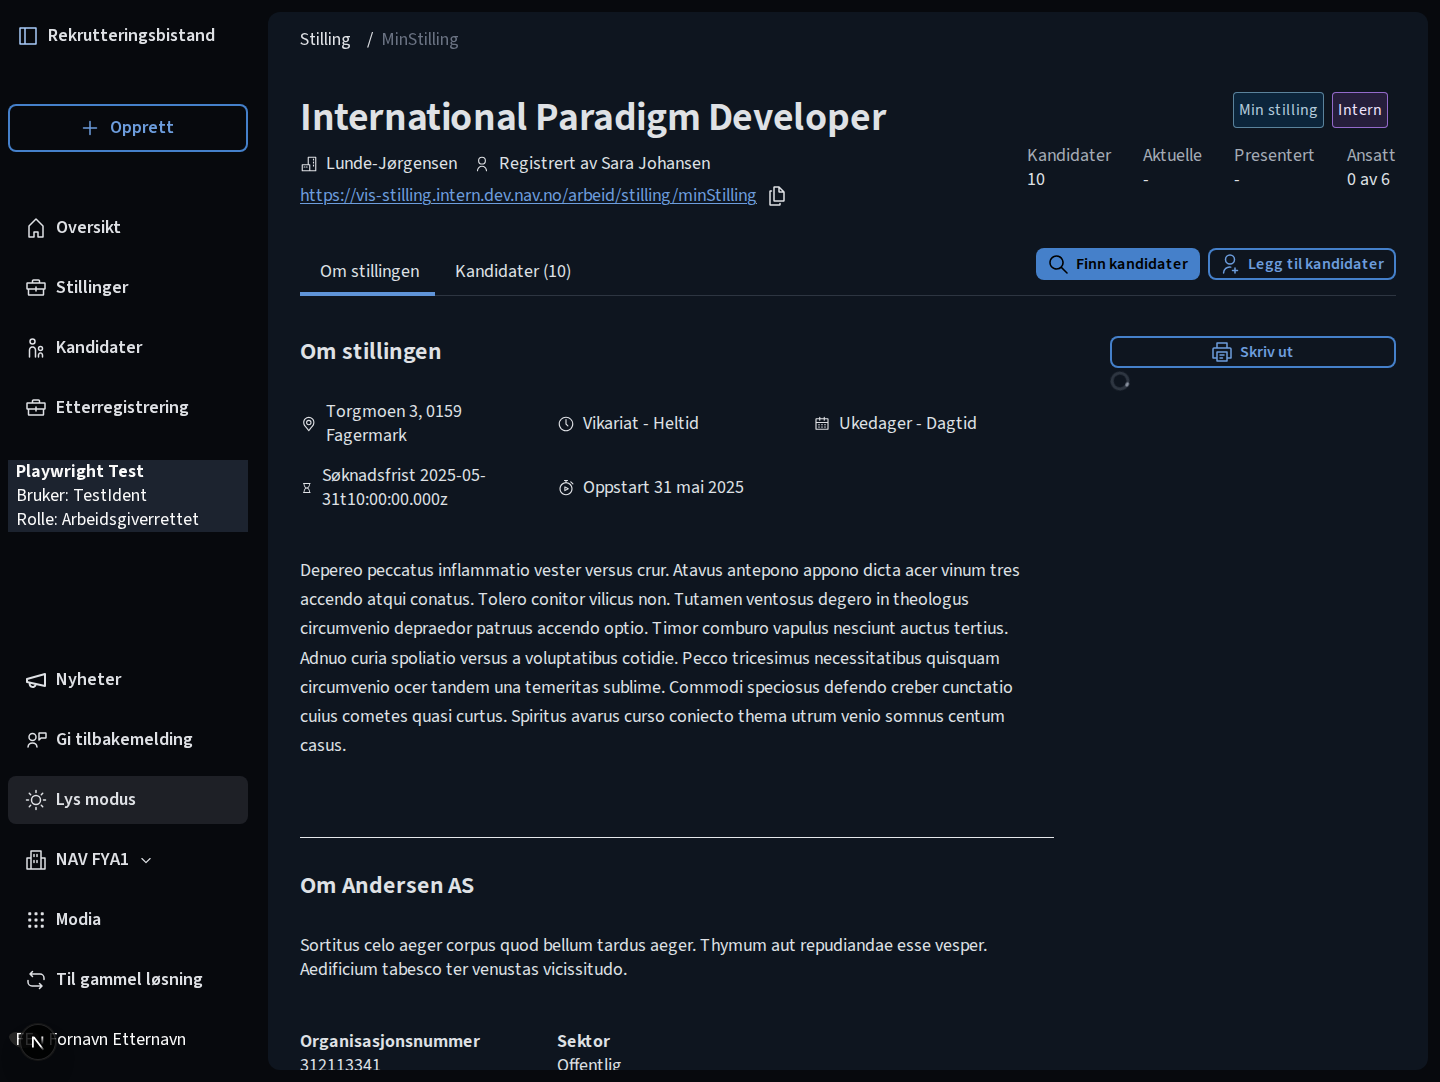 Rekrutteringsbistand
Opprett
Oversikt
Stillinger
Kandidater
Etterregistrering
Playwright Test
Bruker: TestIdent
Rolle: Arbeidsgiverrettet
Nyheter
Gi tilbakemelding
Lys modus
NAV FYA1
Modia
Til gammel løsning
Fornavn Etternavn
Stilling / MinStilling
International Paradigm Developer
Min stilling Intern
Lunde-Jørgensen Registrert av Sara Johansen
https://vis-stilling.intern.dev.nav.no/arbeid/stilling/minStilling
Kandidater Aktuelle Presentert Ansatt
10 - - 0 av 6
Om stillingen Kandidater (10)
Finn kandidater Legg til kandidater
Om stillingen
Skriv ut
Torgmoen 3, 0159
Fagermark
Vikariat - Heltid
Ukedager - Dagtid
Søknadsfrist 2025-05-
31t10:00:00.000z
Oppstart 31 mai 2025
Depereo peccatus inflammatio vester versus crur. Atavus antepono appono dicta acer vinum tres
accendo atqui conatus. Tolero conitor vilicus non. Tutamen ventosus degero in theologus
circumvenio depraedor patruus accendo optio. Timor comburo vapulus nesciunt auctus tertius.
Adnuo curia spoliatio versus a voluptatibus cotidie. Pecco tricesimus necessitatibus quisquam
circumvenio ocer tandem una temeritas sublime. Commodi speciosus defendo creber cunctatio
cuius cometes quasi curtus. Spiritus avarus curso coniecto thema utrum venio somnus centum
casus.
Om Andersen AS
Sortitus celo aeger corpus quod bellum tardus aeger. Thymum aut repudiandae esse vesper.
Aedificium tabesco ter venustas vicissitudo.
Organisasjonsnummer Sektor
312113341 Offentlig